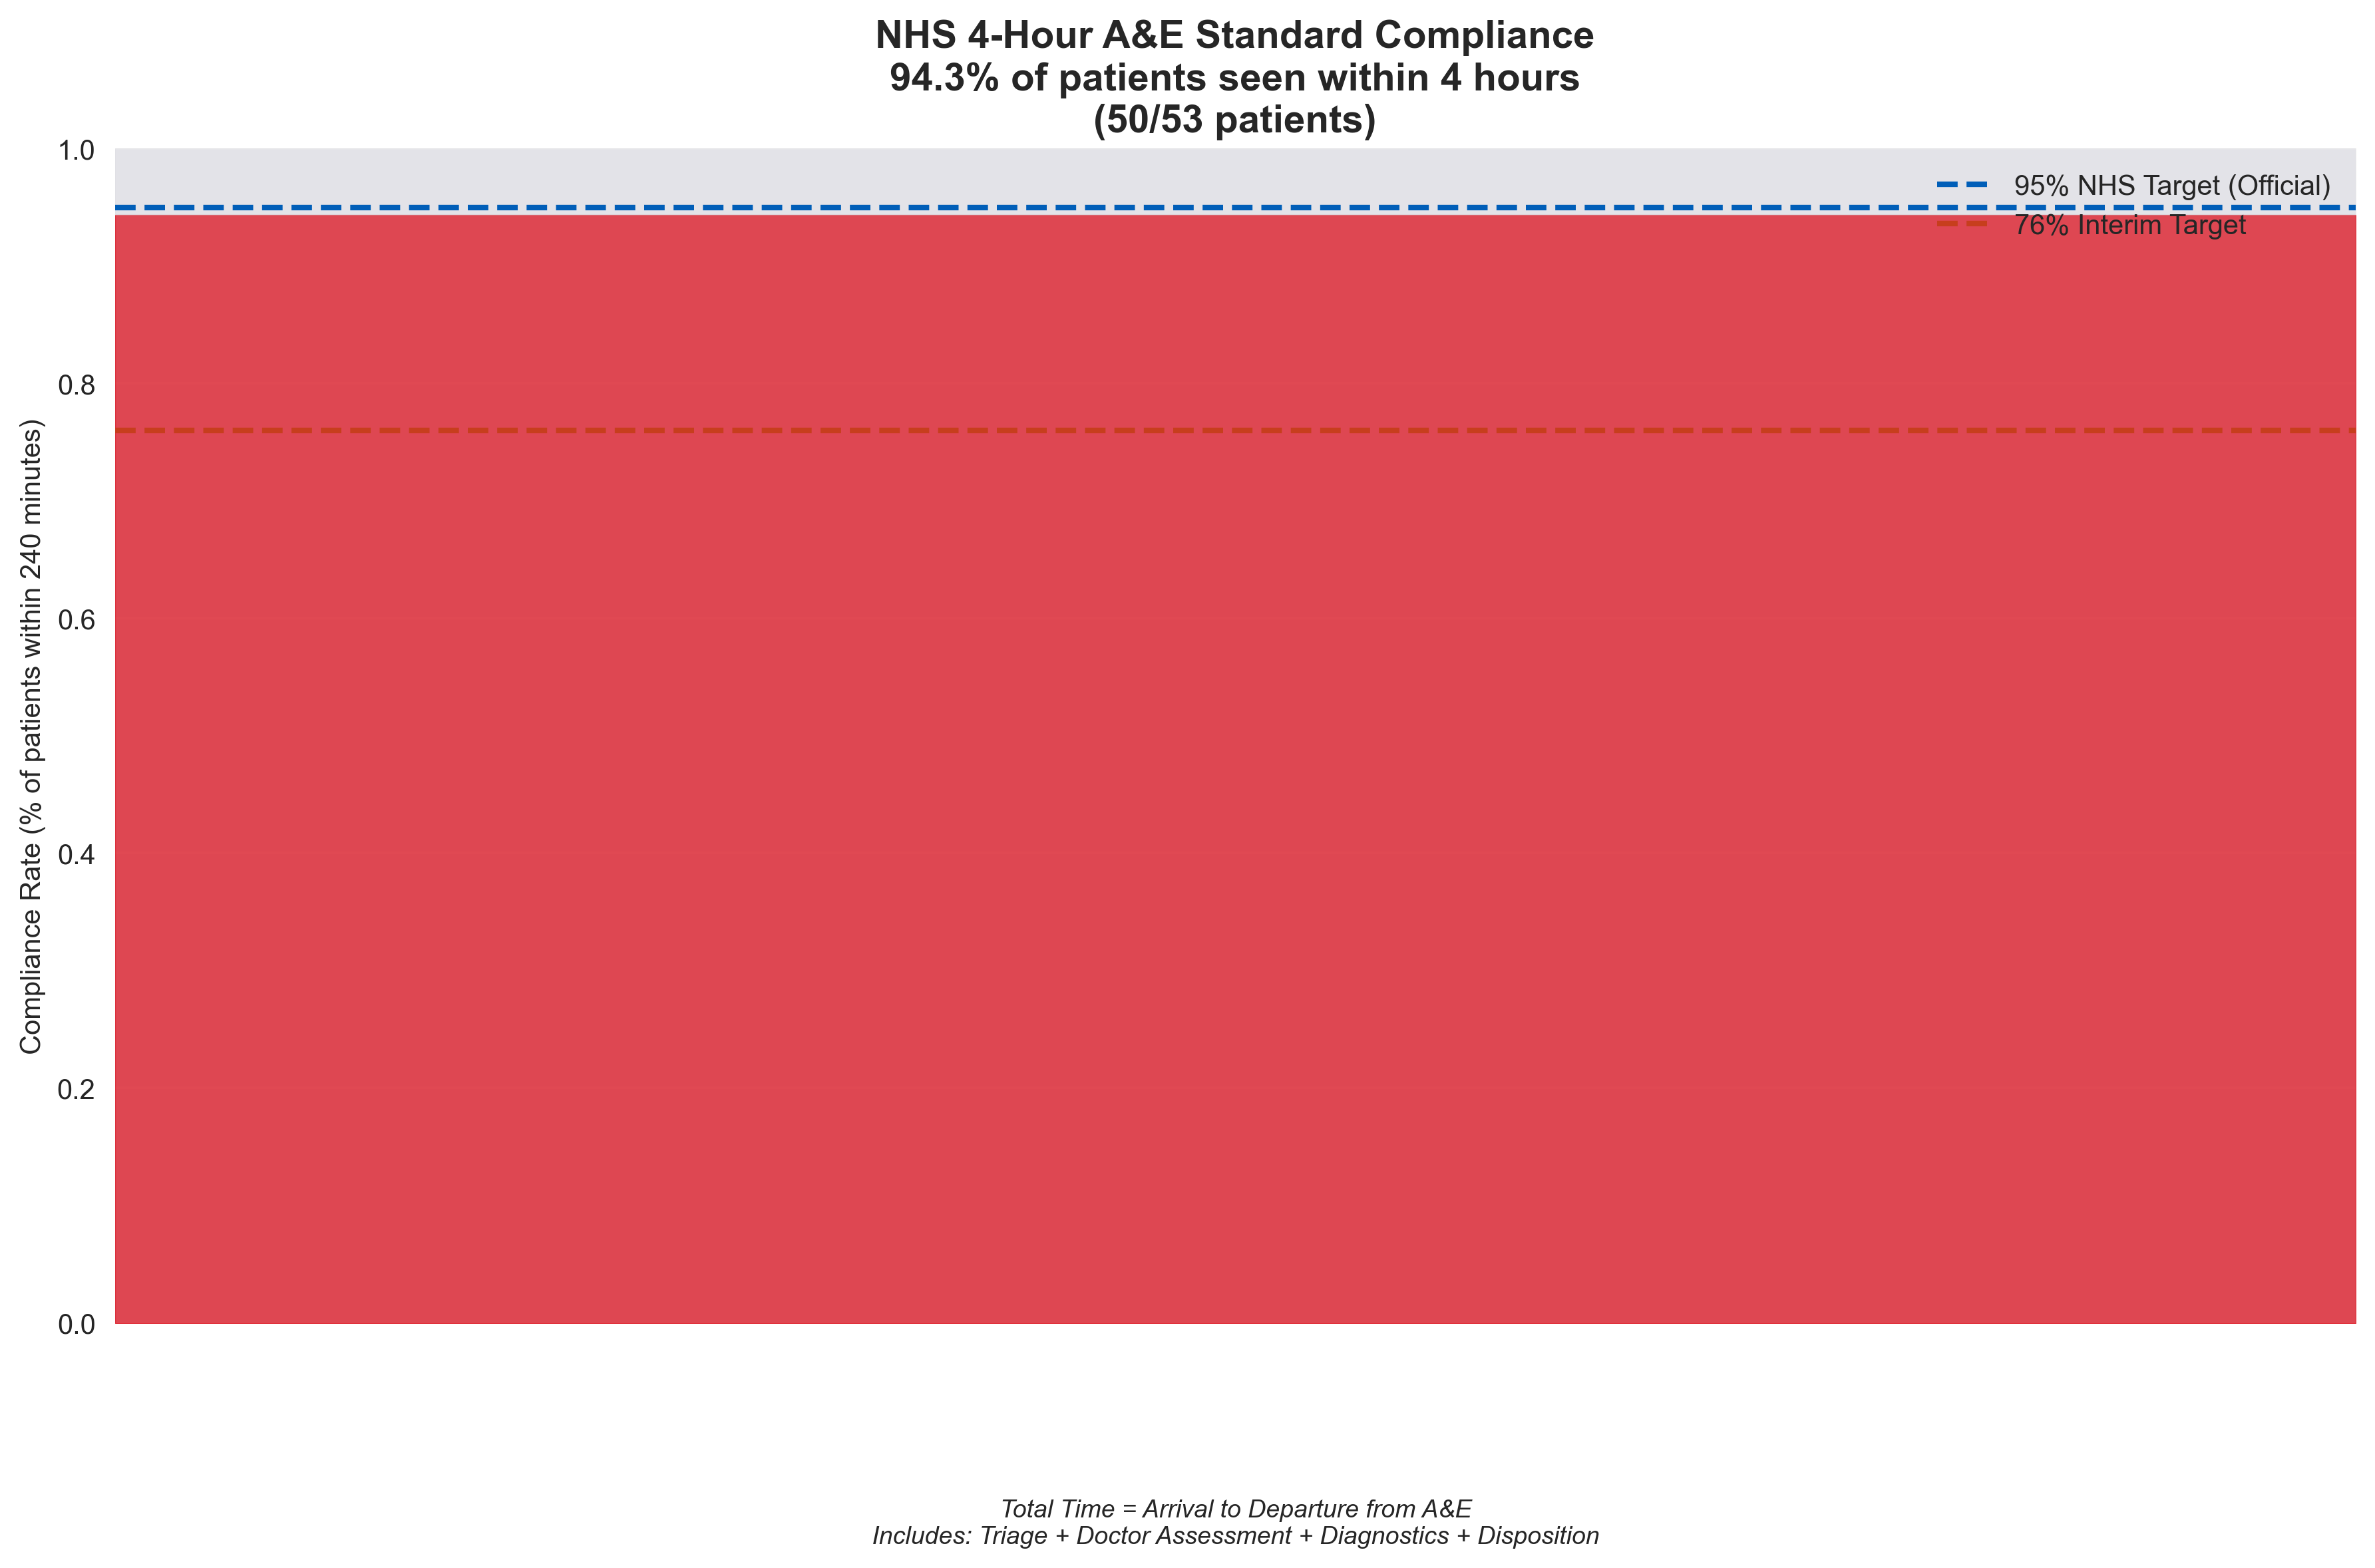 NHS 4-Hour A&E Standard Compliance
94.3% of patients seen within 4 hours
(50/53 patients)
1.0
0.8
0.6
0.4
0.2
0.0
Compliance Rate (% of patients within 240 minutes)
95% NHS Target (Official)
76% Interim Target
Total Time = Arrival to Departure from A&E
Includes: Triage + Doctor Assessment + Diagnostics + Disposition